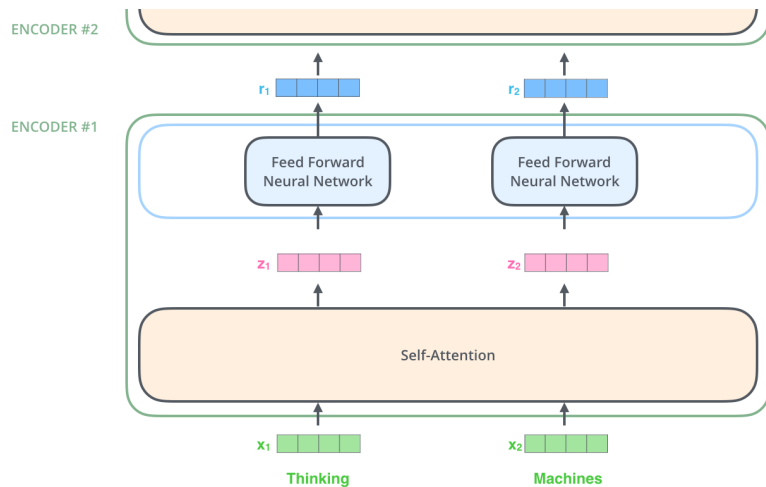 ENCODER #2
r₁
r₂
ENCODER #1
Feed Forward
Neural Network
Feed Forward
Neural Network
z₁
z₂
Self-Attention
x₁
x₂
Thinking
Machines